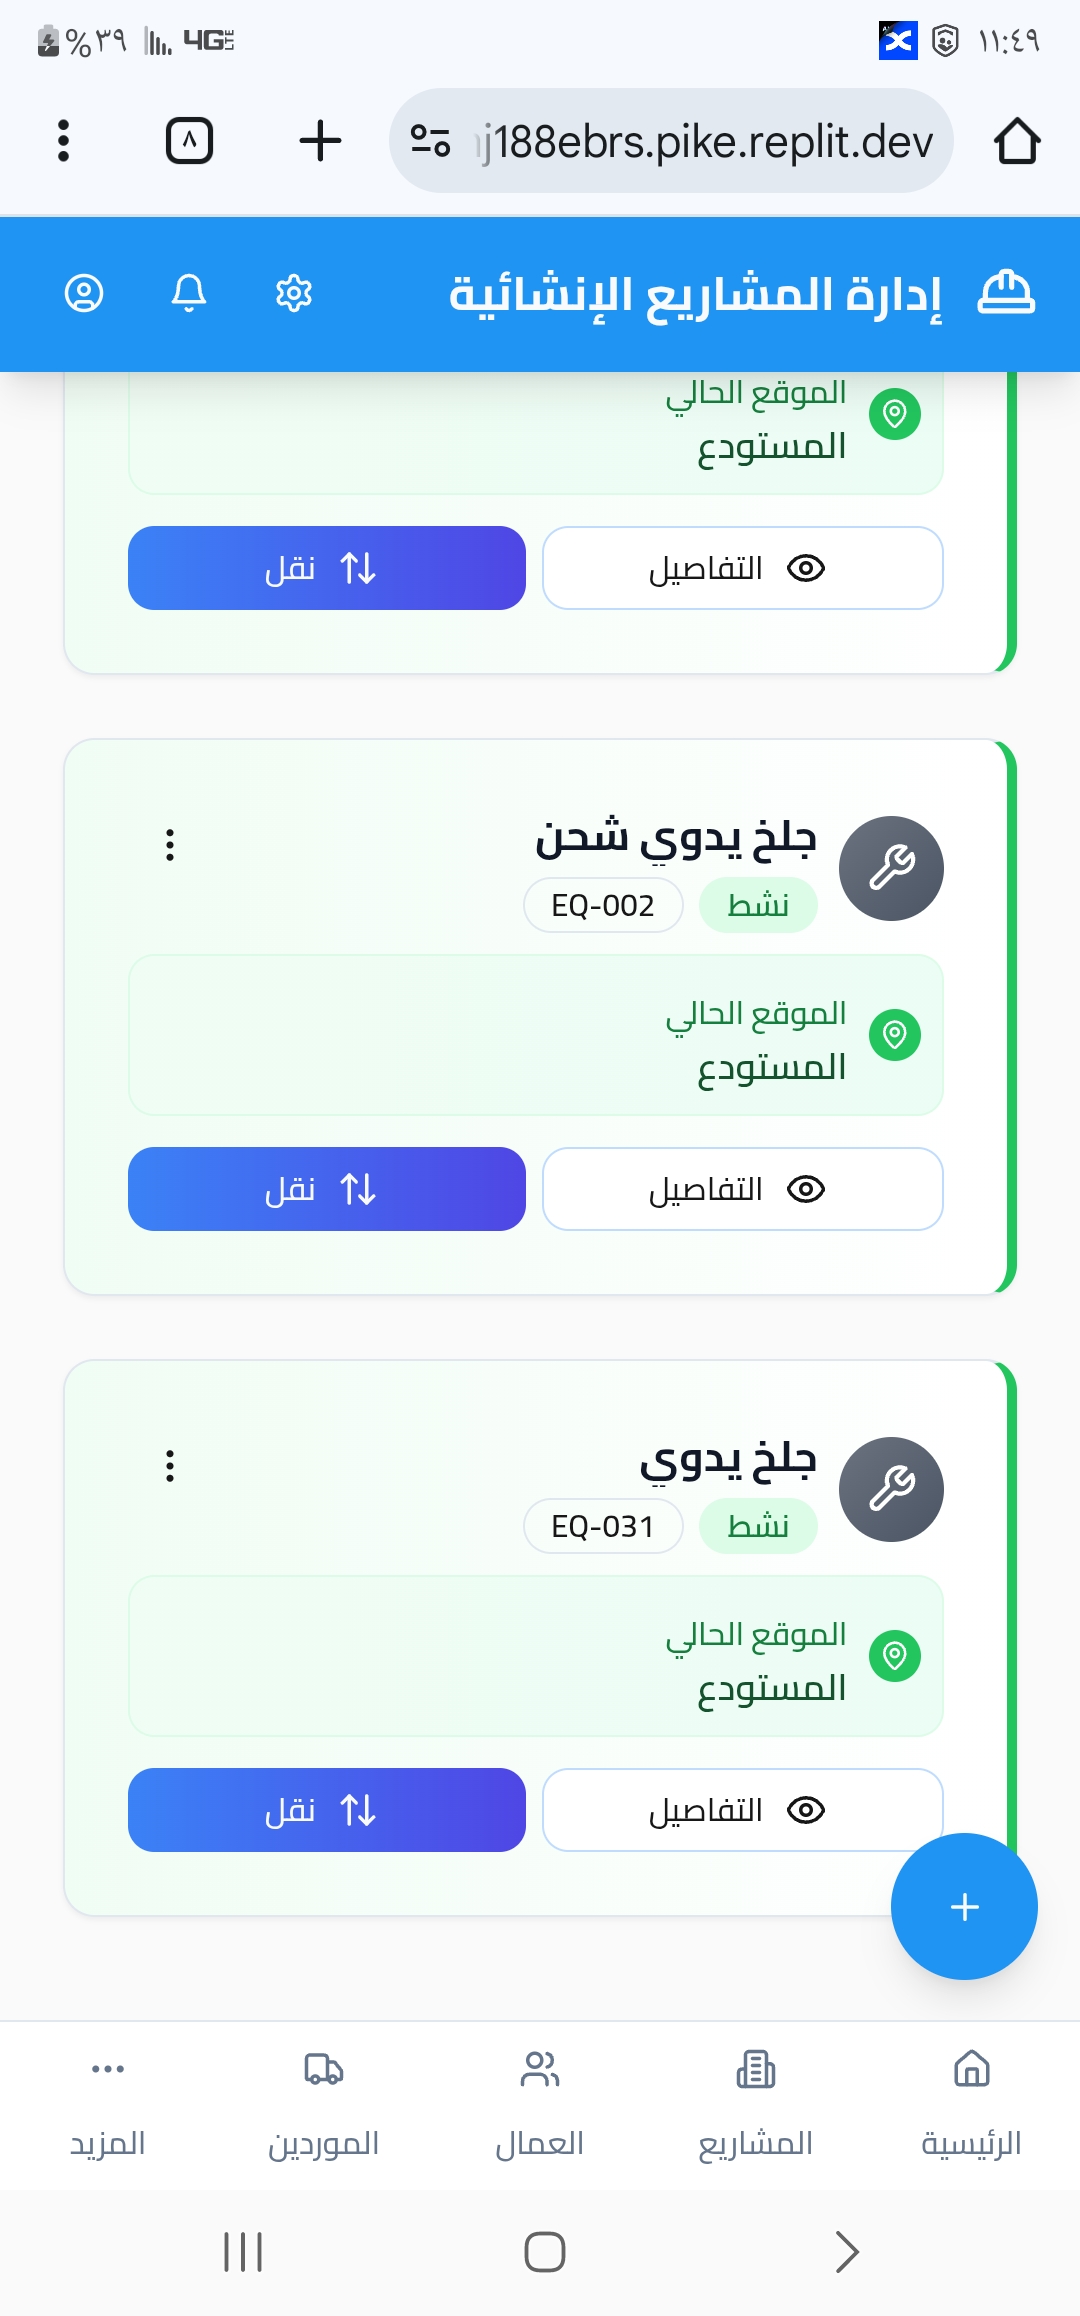 ١١:٤٩
4G LTE
%٣٩
j188ebrs.pike.replit.dev
٨
إدارة المشاريع الإنشائية
الموقع الحالي
المستودع
التفاصيل
نقل
جلخ يدوي شحن
نشط
EQ-002
الموقع الحالي
المستودع
التفاصيل
نقل
جلخ يدوي
نشط
EQ-031
الموقع الحالي
المستودع
التفاصيل
نقل
الرئيسية
المشاريع
العمال
الموردين
المزيد